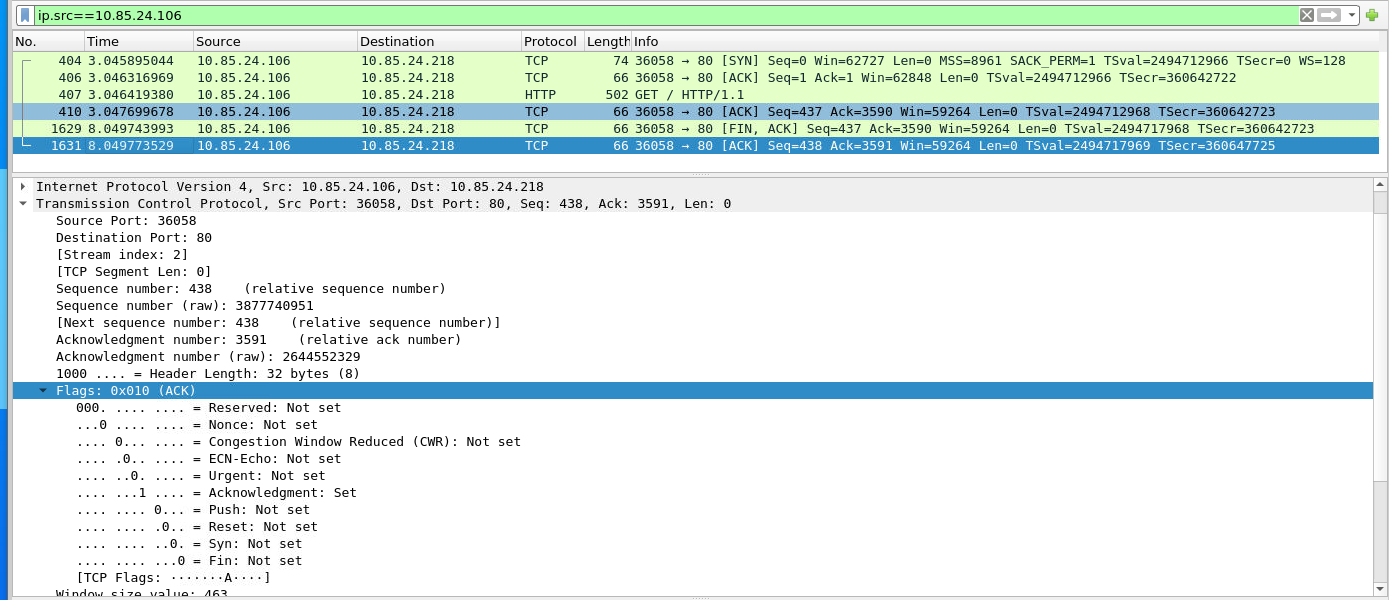 ip.src==10.85.24.106
No. Time Source Destination Protocol Length Info
404 3.045895044 10.85.24.106 10.85.24.218 TCP 74 36058 → 80 [SYN] Seq=0 Win=62727 Len=0 MSS=8961 SACK_PERM=1 TSval=2494712966 TSecr=0 WS=128
406 3.046316969 10.85.24.106 10.85.24.218 TCP 66 36058 → 80 [ACK] Seq=1 Ack=1 Win=62848 Len=0 TSval=2494712966 TSecr=360642722
407 3.046419380 10.85.24.106 10.85.24.218 HTTP 502 GET / HTTP/1.1
410 3.047699678 10.85.24.106 10.85.24.218 TCP 66 36058 → 80 [ACK] Seq=437 Ack=3590 Win=59264 Len=0 TSval=2494712968 TSecr=360642723
1629 8.049743993 10.85.24.106 10.85.24.218 TCP 66 36058 → 80 [FIN, ACK] Seq=437 Ack=3590 Win=59264 Len=0 TSval=2494717968 TSecr=360642723
1631 8.049773529 10.85.24.106 10.85.24.218 TCP 66 36058 → 80 [ACK] Seq=438 Ack=3591 Win=59264 Len=0 TSval=2494717969 TSecr=360647725
Internet Protocol Version 4, Src: 10.85.24.106, Dst: 10.85.24.218
Transmission Control Protocol, Src Port: 36058, Dst Port: 80, Seq: 438, Ack: 3591, Len: 0
Source Port: 36058
Destination Port: 80
[Stream index: 2]
[TCP Segment Len: 0]
Sequence number: 438    (relative sequence number)
Sequence number (raw): 3877740951
[Next sequence number: 438    (relative sequence number)]
Acknowledgment number: 3591    (relative ack number)
Acknowledgment number (raw): 2644552329
1000 .... = Header Length: 32 bytes (8)
Flags: 0x010 (ACK)
000. .... .... = Reserved: Not set
...0 .... .... = Nonce: Not set
.... 0... .... = Congestion Window Reduced (CWR): Not set
.... .0.. .... = ECN-Echo: Not set
.... ..0. .... = Urgent: Not set
.... ...1 .... = Acknowledgment: Set
.... .... 0... = Push: Not set
.... .... .0.. = Reset: Not set
.... .... ..0. = Syn: Not set
.... .... ...0 = Fin: Not set
[TCP Flags: ·······A····]
Window size value: 463